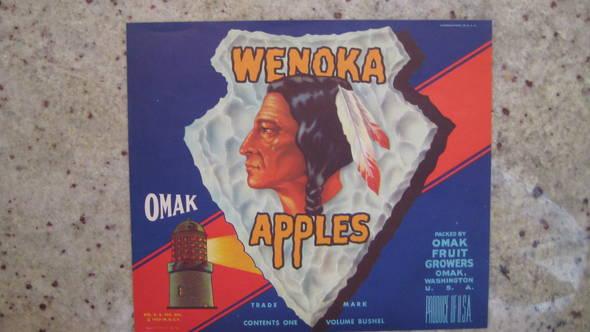 WENOKA
OMAK
APPLES
PACKED BY
OMAK
FRUIT
GROWERS
OMAK,
WASHINGTON
U. S. A.
PRODUCE OF U.S.A.
TRADE MARK
CONTENTS ONE VOLUME BUSHEL